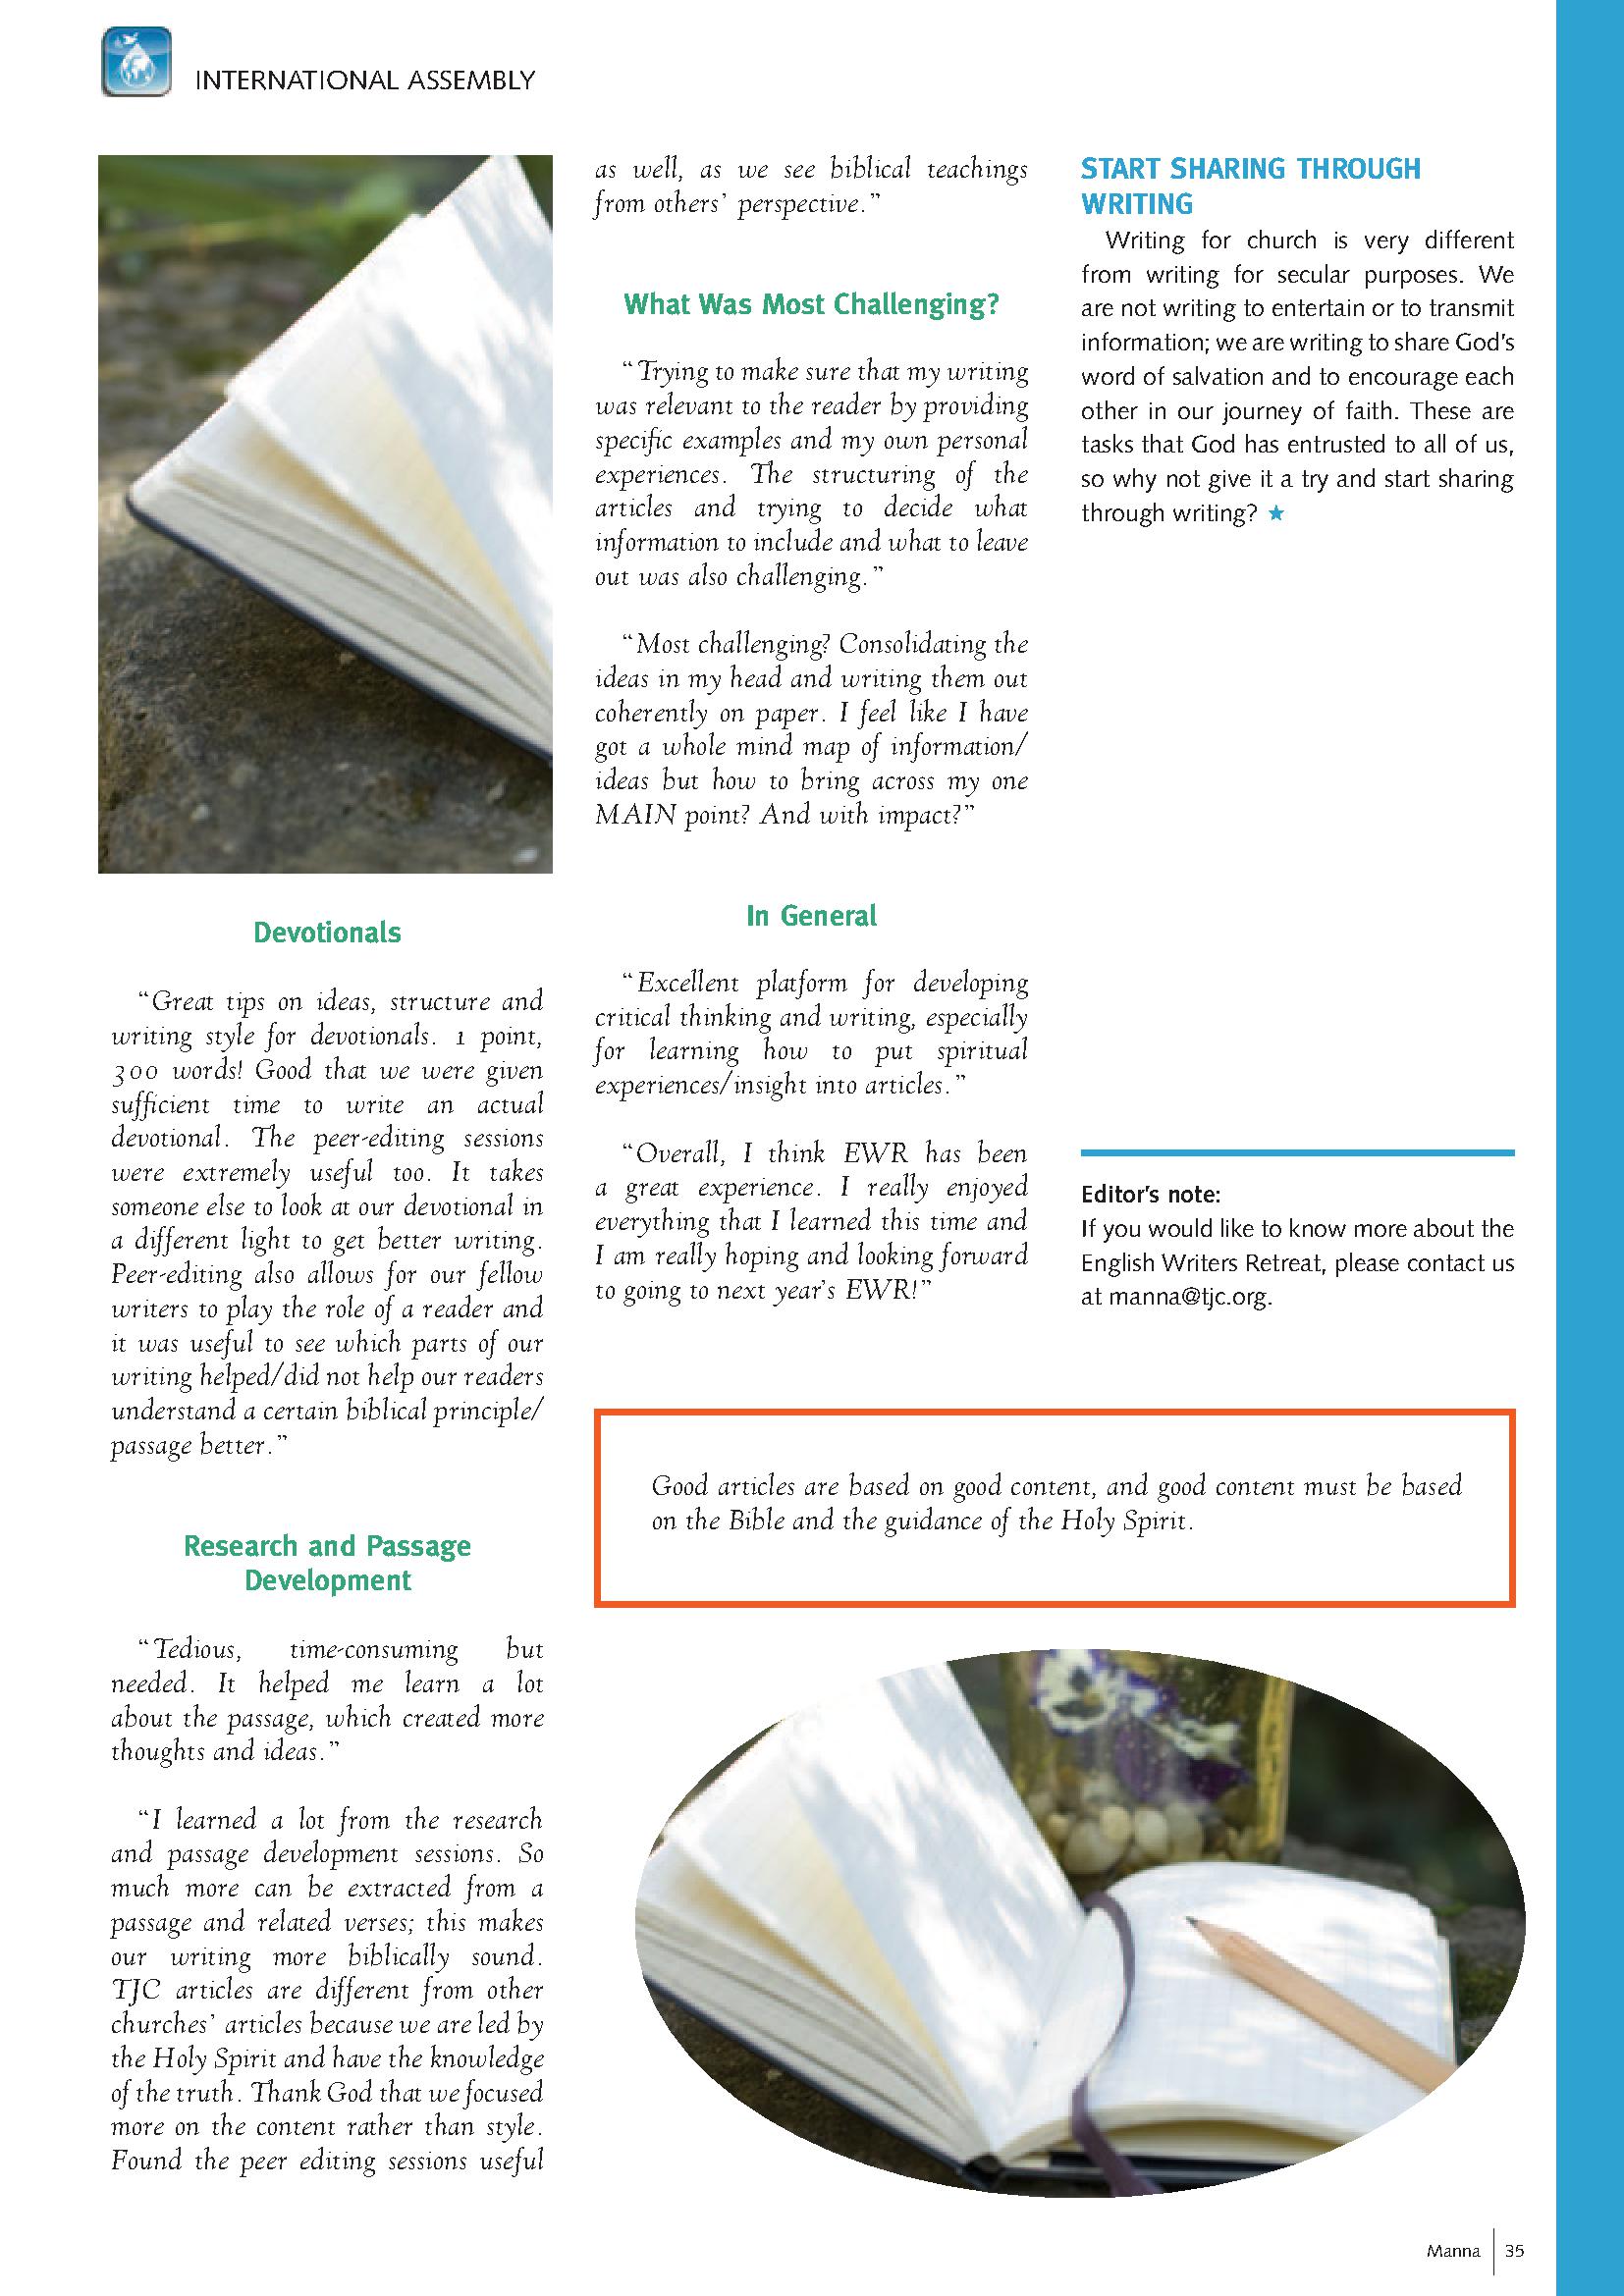 INTERNATIONAL ASSEMBLY
Devotionals
“Great tips on ideas, structure and
writing style for devotionals. 1 point,
300 words! Good that we were given
sufficient time to write an actual
devotional. The peer-editing sessions
were extremely useful too. It takes
someone else to look at our devotional in
a different light to get better writing.
Peer-editing also allows for our fellow
writers to play the role of a reader and
it was useful to see which parts of our
writing helped/did not help our readers
understand a certain biblical principle/
passage better.”
Research and Passage
Development
“Tedious, time-consuming but
needed. It helped me learn a lot
about the passage, which created more
thoughts and ideas.”
“I learned a lot from the research
and passage development sessions. So
much more can be extracted from a
passage and related verses; this makes
our writing more biblically sound.
TJC articles are different from other
churches’ articles because we are led by
the Holy Spirit and have the knowledge
of the truth. Thank God that we focused
more on the content rather than style.
Found the peer editing sessions useful
as well, as we see biblical teachings
from others’ perspective.”
What Was Most Challenging?
“Trying to make sure that my writing
was relevant to the reader by providing
specific examples and my own personal
experiences. The structuring of the
articles and trying to decide what
information to include and what to leave
out was also challenging.”
“Most challenging? Consolidating the
ideas in my head and writing them out
coherently on paper. I feel like I have
got a whole mind map of information/
ideas but how to bring across my one
MAIN point? And with impact?”
In General
“Excellent platform for developing
critical thinking and writing, especially
for learning how to put spiritual
experiences/insight into articles.”
“Overall, I think EWR has been
a great experience. I really enjoyed
everything that I learned this time and
I am really hoping and looking forward
to going to next year’s EWR!”
START SHARING THROUGH
WRITING
Writing for church is very different
from writing for secular purposes. We
are not writing to entertain or to transmit
information; we are writing to share God’s
word of salvation and to encourage each
other in our journey of faith. These are
tasks that God has entrusted to all of us,
so why not give it a try and start sharing
through writing? ★
Editor’s note:
If you would like to know more about the
English Writers Retreat, please contact us
at manna@tjc.org.
Good articles are based on good content, and good content must be based
on the Bible and the guidance of the Holy Spirit.
Manna 35